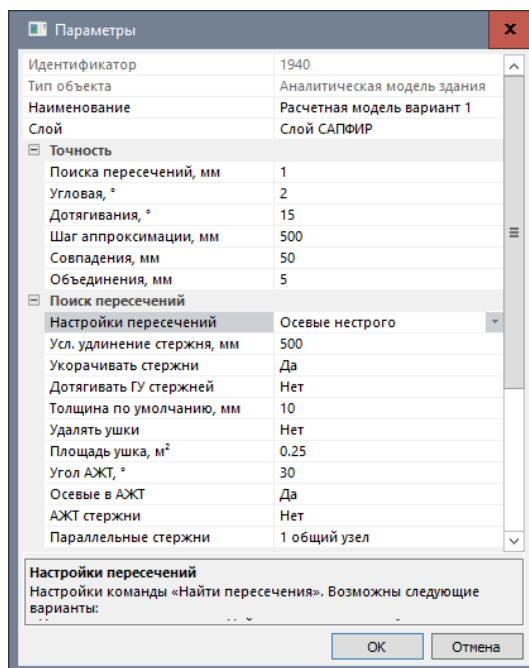 Параметры
x
Идентификатор 1940
Тип объекта Аналитическая модель здания
Наименование Расчетная модель вариант 1
Слой Слой САПФИР
Точность
Поиска пересечений, мм 1
Угловая, ° 2
Дотягивания, ° 15
Шаг аппроксимации, мм 500
Совпадения, мм 50
Объединения, мм 5
Поиск пересечений
Настройки пересечений Осевые нестрого
Усл. удлинение стержня, мм 500
Укорачивать стержни Да
Дотягивать ГУ стержней Нет
Толщина по умолчанию, мм 10
Удалять ушки Нет
Площадь ушка, м² 0.25
Угол АЖТ, ° 30
Осевые в АЖТ Да
АЖТ стержни Нет
Параллельные стержни 1 общий узел
Настройки пересечений
Настройки команды «Найти пересечения». Возможны следующие
варианты:
OK Отмена